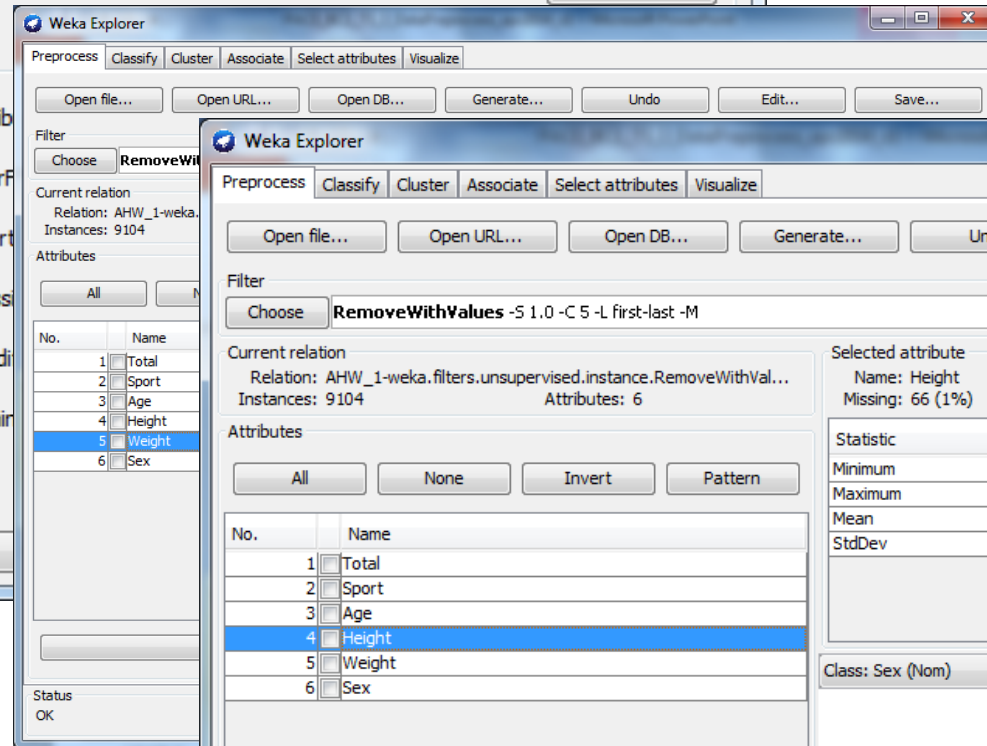 Weka Explorer
Preprocess Classify Cluster Associate Select attributes Visualize
Open file... Open URL... Open DB... Generate... Undo Edit... Save...
Filter
Choose RemoveWi
Current relation
Relation: AHW_1-weka.
Instances: 9104
Attributes
All
No. Name
1 Total
2 Sport
3 Age
4 Height
5 Weight
6 Sex
Status
OK
Weka Explorer
Preprocess Classify Cluster Associate Select attributes Visualize
Open file... Open URL... Open DB... Generate... Un
Filter
Choose RemoveWithValues -S 1.0 -C 5 -L first-last -M
Current relation
Relation: AHW_1-weka.filters.unsupervised.instance.RemoveWithVal...
Instances: 9104 Attributes: 6
Attributes
All None Invert Pattern
No. Name
1 Total
2 Sport
3 Age
4 Height
5 Weight
6 Sex
Selected attribute
Name: Height
Missing: 66 (1%)
Statistic
Minimum
Maximum
Mean
StdDev
Class: Sex (Nom)